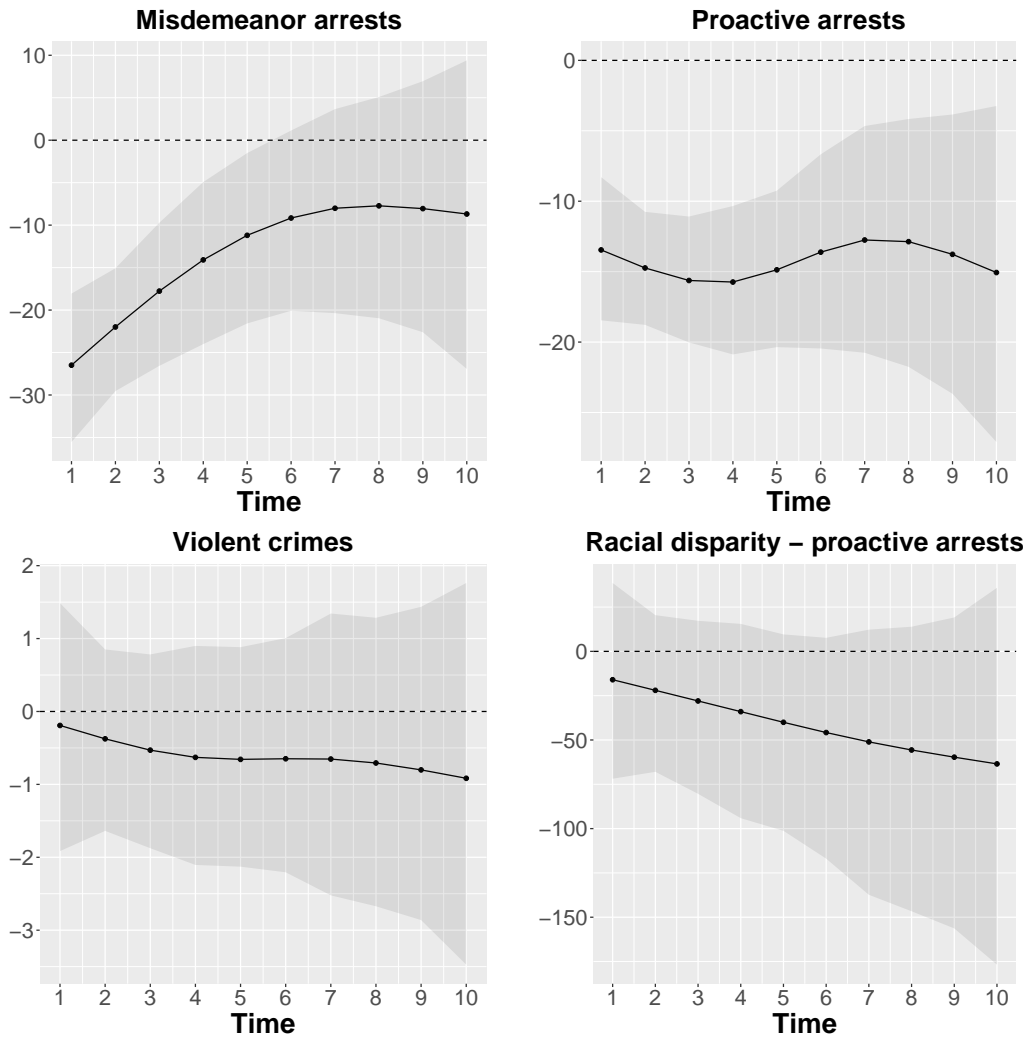 Misdemeanor arrests
10
0
−10
−20
−30
1 2 3 4 5 6 7 8 9 10
Time
Proactive arrests
0
−10
−20
1 2 3 4 5 6 7 8 9 10
Time
Violent crimes
2
1
0
−1
−2
−3
1 2 3 4 5 6 7 8 9 10
Time
Racial disparity − proactive arrests
0
−50
−100
−150
1 2 3 4 5 6 7 8 9 10
Time